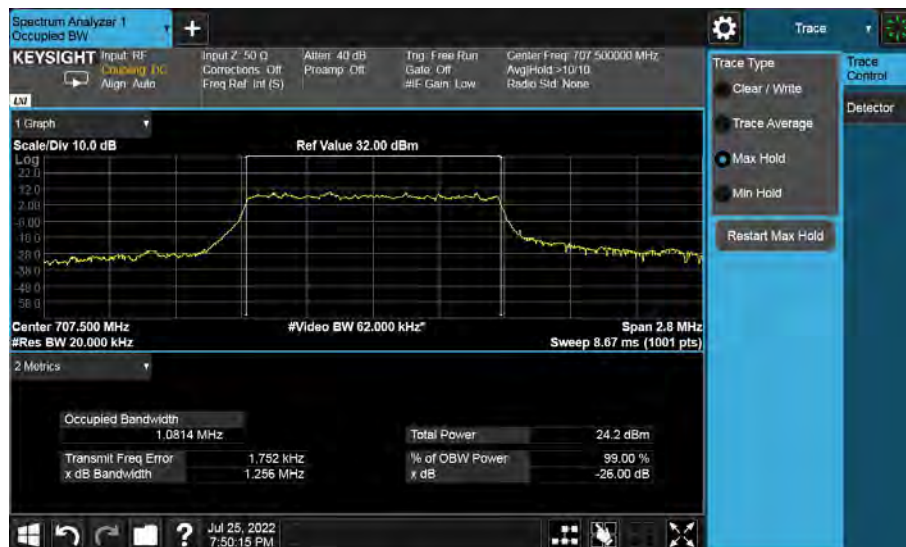 Spectrum Analyzer 1
Occupied BW
+
Trace
KEYSIGHT
Input: RF
Coupling: DC
Align: Auto
Input Z: 50 Ω
Corrections: Off
Freq Ref: Int (S)
Atten: 40 dB
Preamp: Off
Trig: Free Run
Gate: Off
#IF Gain: Low
Center Freq: 707.500000 MHz
Avg|Hold:>10/10
Radio Std: None
LXI
Trace Type
Clear / Write
Trace Average
Max Hold
Min Hold
Restart Max Hold
Trace
Control
Detector
1 Graph
Scale/Div 10.0 dB
Ref Value 32.00 dBm
Log
22.0
12.0
2.00
-8.00
-18.0
-28.0
-38.0
-48.0
-58.0
Center 707.500 MHz
#Video BW 62.000 kHz*
Span 2.8 MHz
#Res BW 20.000 kHz
Sweep 8.67 ms (1001 pts)
2 Metrics
Occupied Bandwidth
1.0814 MHz
Total Power
24.2 dBm
Transmit Freq Error
1.752 kHz
% of OBW Power
99.00 %
x dB Bandwidth
1.256 MHz
x dB
-26.00 dB
?
Jul 25, 2022
7:50:15 PM